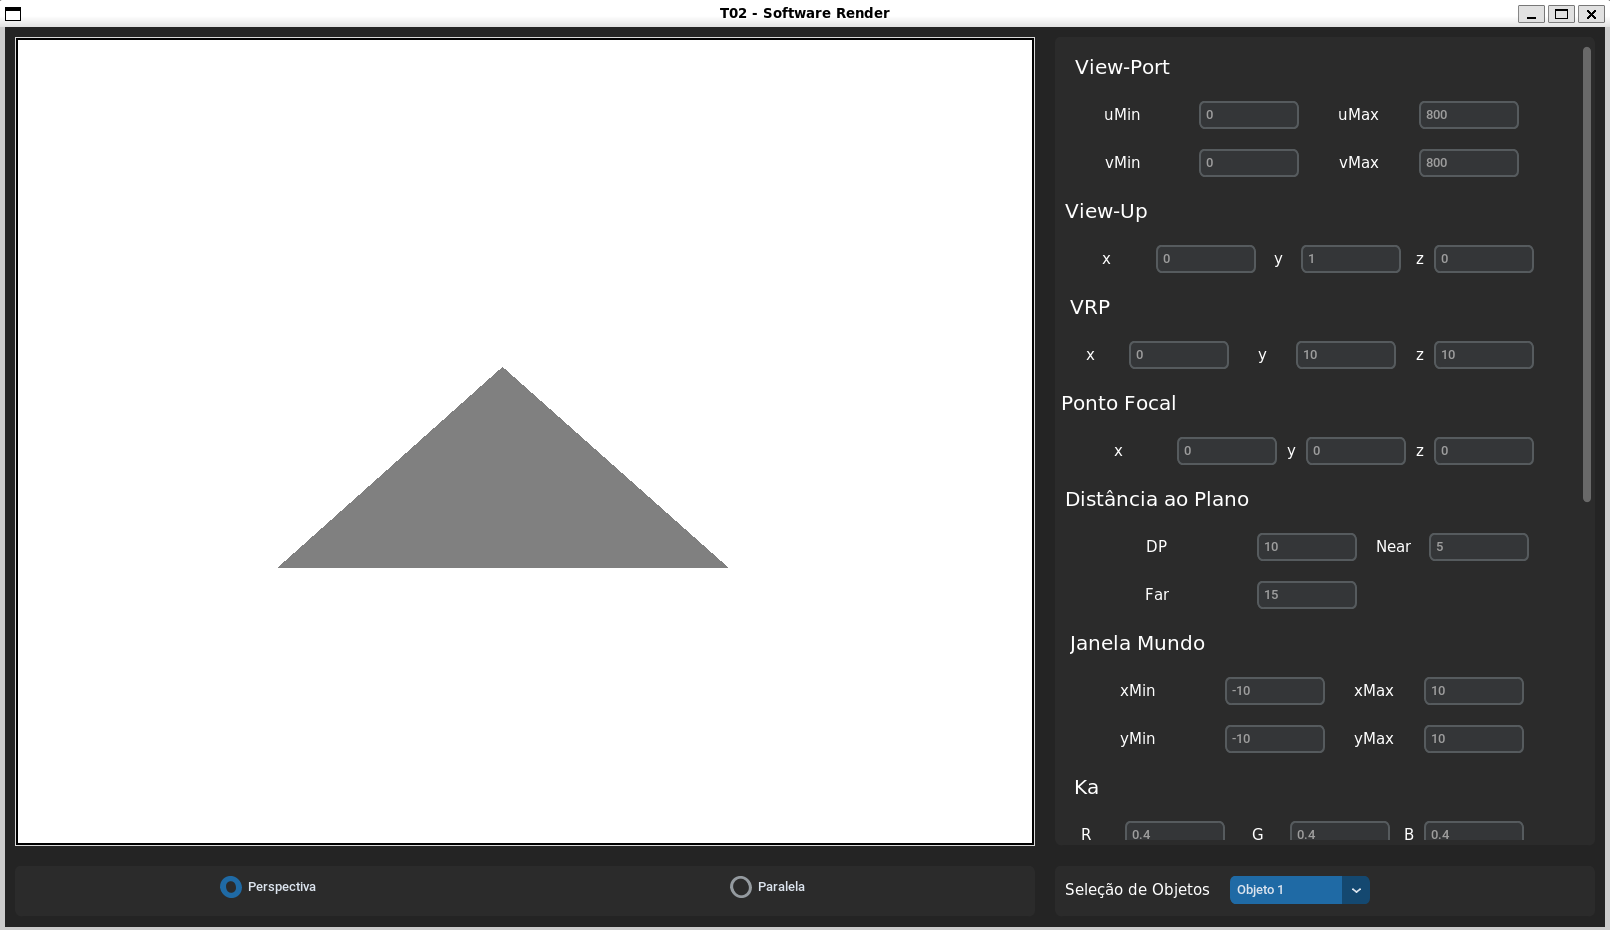 T02 - Software Render
View-Port
uMin 0 uMax 800
vMin 0 vMax 800
View-Up
x 0 y 1 z 0
VRP
x 0 y 10 z 10
Ponto Focal
x 0 y 0 z 0
Distância ao Plano
DP 10 Near 5
Far 15
Janela Mundo
xMin -10 xMax 10
yMin -10 yMax 10
Ka
R 0.4 G 0.4 B 0.4
Perspectiva Paralela
Seleção de Objetos Objeto 1